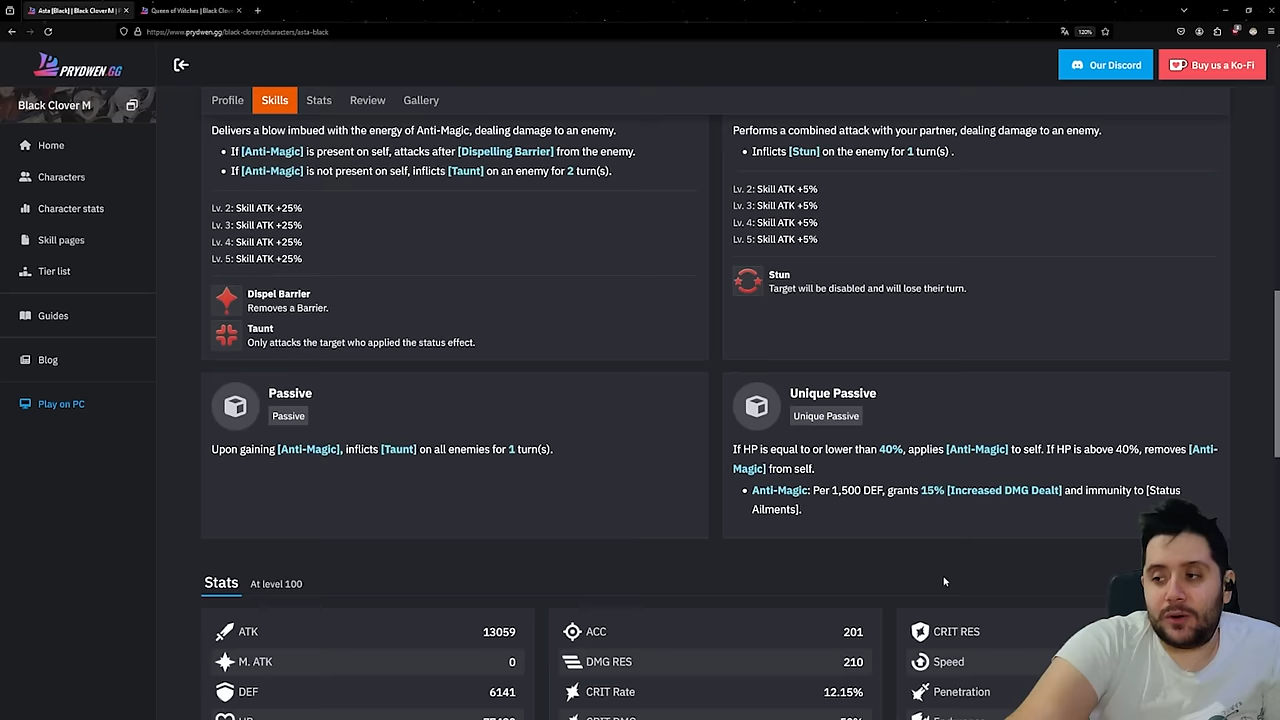 Asta [Black] | Black Clover M |
Queen of Witches | Black Clov
https://www.prydwen.gg/black-clover/characters/asta-black
120%
PRYDWEN.GG
Our Discord
Buy us a Ko-Fi
Black Clover M
Home
Characters
Character stats
Skill pages
Tier list
Guides
Blog
Play on PC
Profile
Skills
Stats
Review
Gallery
Delivers a blow imbued with the energy of Anti-Magic, dealing damage to an enemy.
If [Anti-Magic] is present on self, attacks after [Dispelling Barrier] from the enemy.
If [Anti-Magic] is not present on self, inflicts [Taunt] on an enemy for 2 turn(s).
Lv. 2: Skill ATK +25%
Lv. 3: Skill ATK +25%
Lv. 4: Skill ATK +25%
Lv. 5: Skill ATK +25%
Dispel Barrier
Removes a Barrier.
Taunt
Only attacks the target who applied the status effect.
Performs a combined attack with your partner, dealing damage to an enemy.
Inflicts [Stun] on the enemy for 1 turn(s) .
Lv. 2: Skill ATK +5%
Lv. 3: Skill ATK +5%
Lv. 4: Skill ATK +5%
Lv. 5: Skill ATK +5%
Stun
Target will be disabled and will lose their turn.
Passive
Passive
Upon gaining [Anti-Magic], inflicts [Taunt] on all enemies for 1 turn(s).
Unique Passive
Unique Passive
If HP is equal to or lower than 40%, applies [Anti-Magic] to self. If HP is above 40%, removes [Anti-
Magic] from self.
Anti-Magic: Per 1,500 DEF, grants 15% [Increased DMG Dealt] and immunity to [Status
Ailments].
Stats At level 100
ATK 13059
M. ATK 0
DEF 6141
ACC 201
DMG RES 210
CRIT Rate 12.15%
CRIT RES
Speed
Penetration